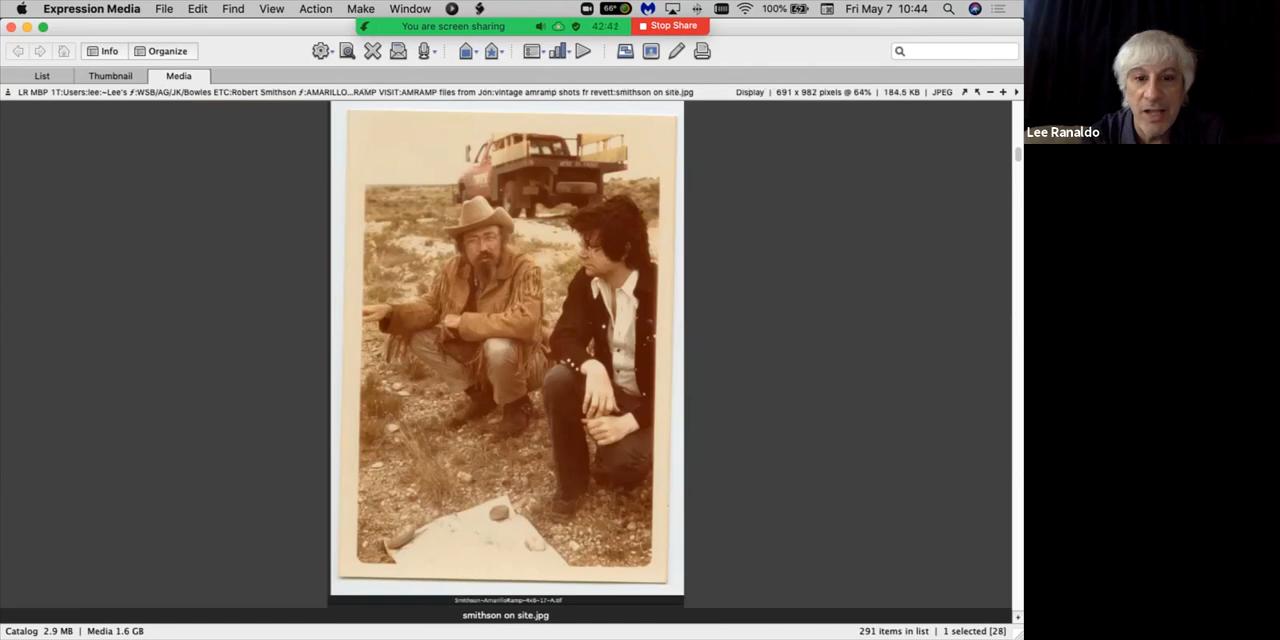 Expression Media File Edit Find View Action Make Window 66° 100% Fri May 7 10:44
You are screen sharing 42:42 Stop Share
Info Organize
List Thumbnail Media
LR MBP 1T:Users:lee:~Lee's ƒ:WSB/AG/JK/Bowles ETC:Robert Smithson ƒ:AMARILLO...RAMP VISIT:AMRAMP files from Jon:vintage amramp shots fr revett:smithson on site.jpg Display | 691 x 982 pixels @ 64% | 184.5 KB | JPEG
Lee Ranaldo
smithson on site.jpg
Catalog 2.9 MB | Media 1.6 GB 291 items in list | 1 selected [28]